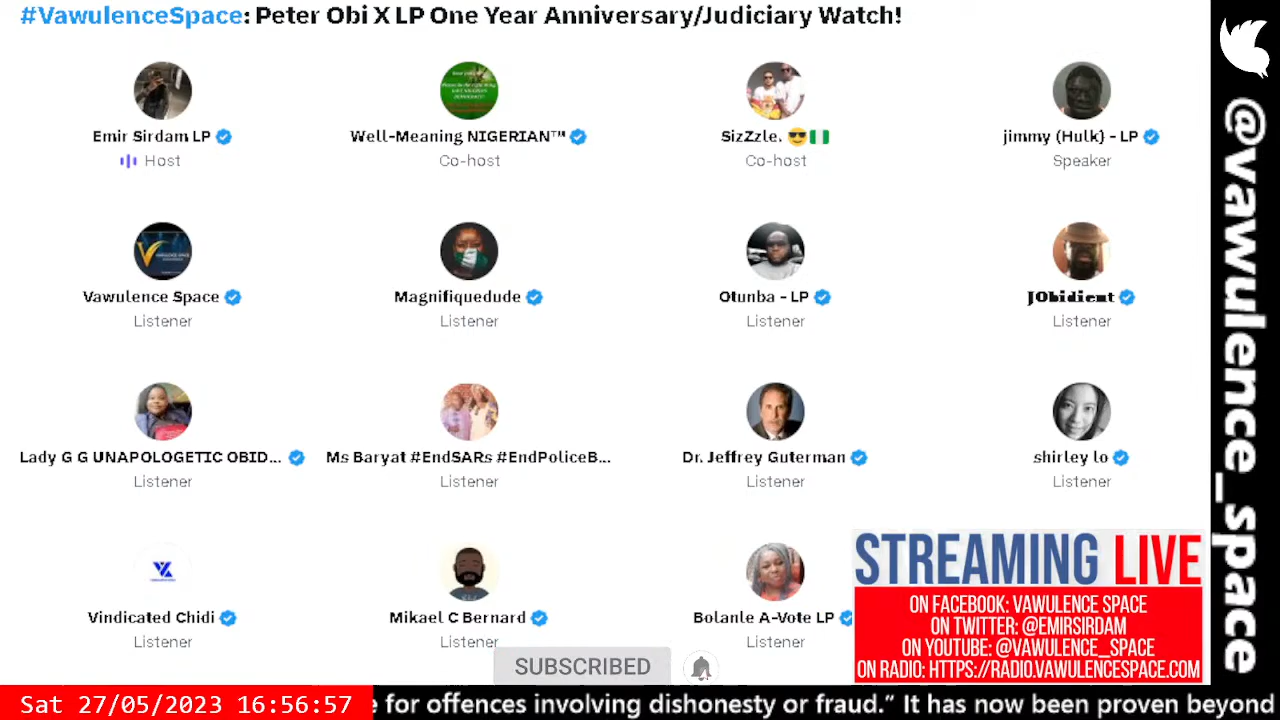 #VawulenceSpace: Peter Obi X LP One Year Anniversary/Judiciary Watch!
Emir Sirdam LP
Host
Well-Meaning NIGERIAN™
Co-host
SizZzle. 😎🇳🇬
Co-host
jimmy (Hulk) - LP
Speaker
Vawulence Space
Listener
Magnifiquedude
Listener
Otunba - LP
Listener
JObidient
Listener
Lady G G UNAPOLOGETIC OBID...
Listener
Ms Baryat #EndSARs #EndPoliceB...
Listener
Dr. Jeffrey Guterman
Listener
shirley lo
Listener
Vindicated Chidi
Listener
Mikael C Bernard
Listener
Bolanle A-Vote LP
Listener
STREAMING LIVE
ON FACEBOOK: VAWULENCE SPACE
ON TWITTER: @EMIRSIRDAM
ON YOUTUBE: @VAWULENCE_SPACE
ON RADIO: HTTPS://RADIO.VAWULENCESPACE.COM
SUBSCRIBED
@vawulence_space
Sat 27/05/2023 16:56:57
e for offences involving dishonesty or fraud.” It has now been proven beyond